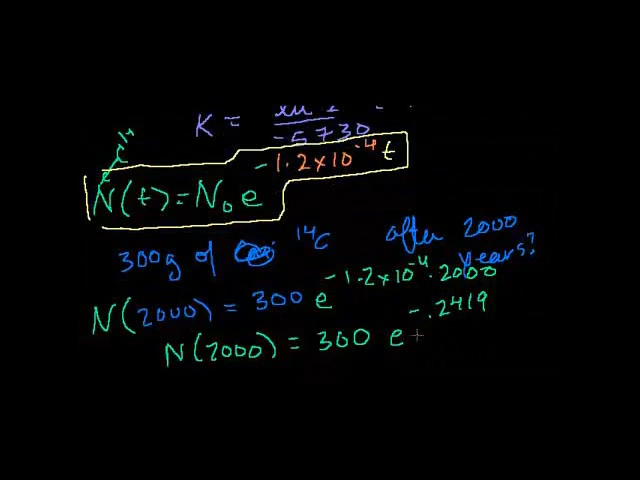 K =
-5730
C¹⁴
N(t) = N₀ e^(-1.2x10⁻⁴ t)
300g of ¹⁴C after 2000
years?
N(2000) = 300 e^(-1.2x10⁻⁴·2000)
N(2000) = 300 e^(-.2419)